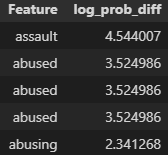 Feature log_prob_diff
assault 4.544007
abused 3.524986
abused 3.524986
abused 3.524986
abusing 2.341268